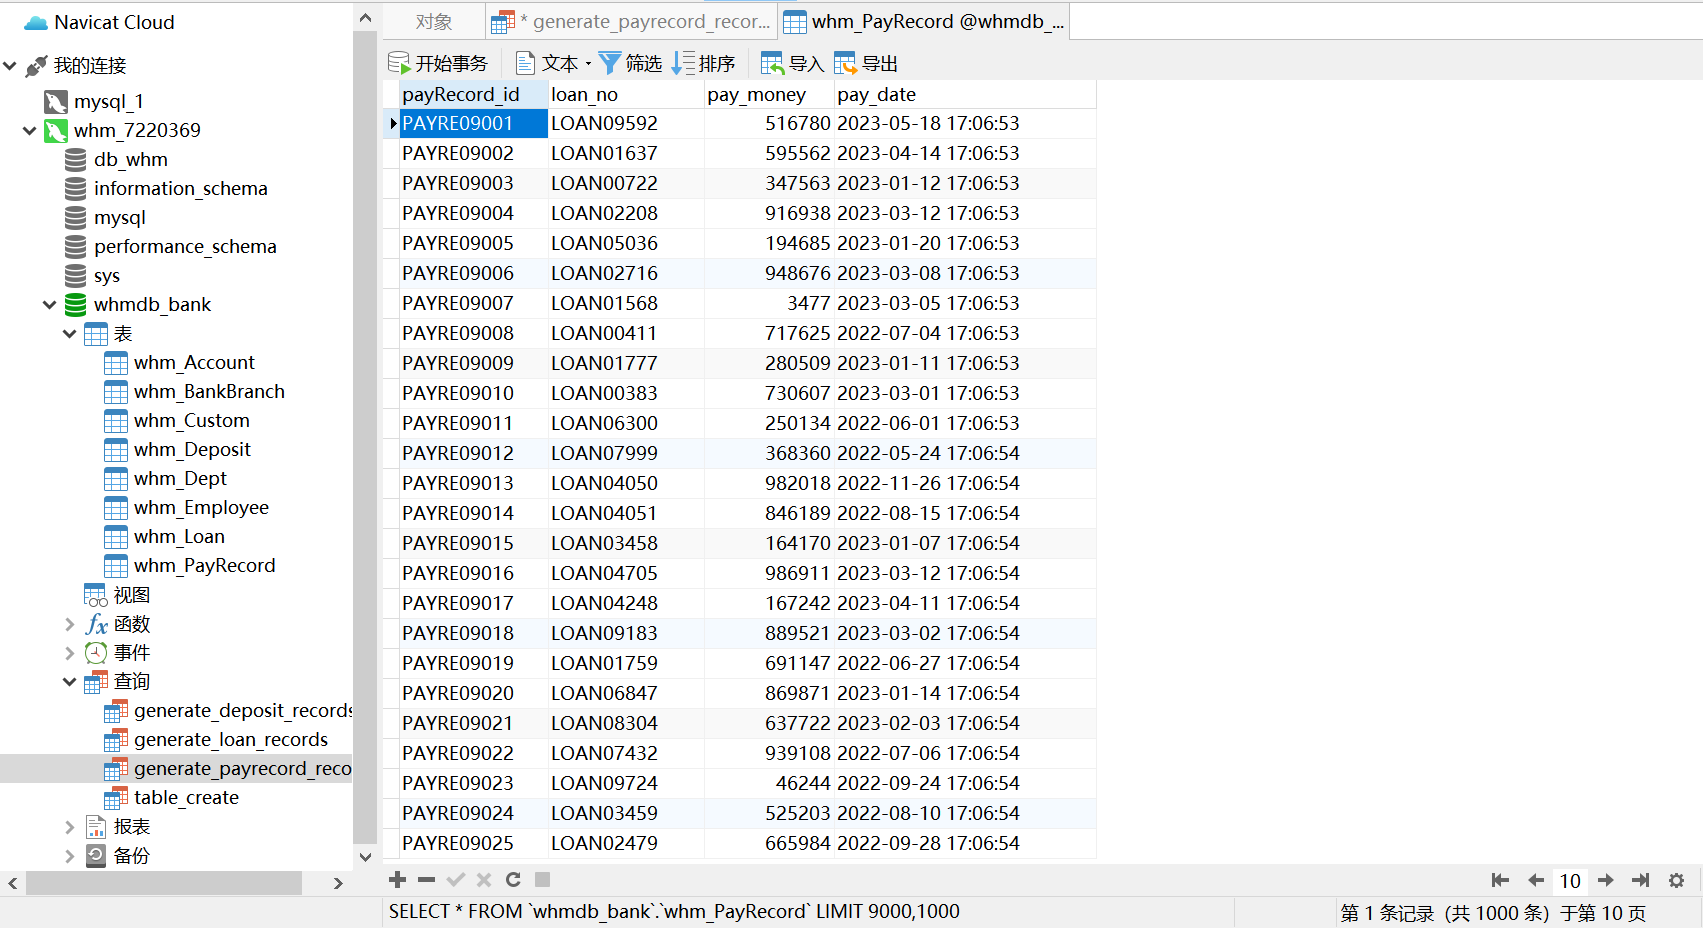 Navicat Cloud
我的连接
mysql_1
whm_7220369
db_whm
information_schema
mysql
performance_schema
sys
whmdb_bank
表
whm_Account
whm_BankBranch
whm_Custom
whm_Deposit
whm_Dept
whm_Employee
whm_Loan
whm_PayRecord
视图
函数
事件
查询
generate_deposit_records
generate_loan_records
generate_payrecord_reco
table_create
报表
备份
对象 * generate_payrecord_recor... whm_PayRecord @whmdb_...
开始事务 文本 筛选 排序 导入 导出
payRecord_id loan_no pay_money pay_date
PAYRE09001 LOAN09592 516780 2023-05-18 17:06:53
PAYRE09002 LOAN01637 595562 2023-04-14 17:06:53
PAYRE09003 LOAN00722 347563 2023-01-12 17:06:53
PAYRE09004 LOAN02208 916938 2023-03-12 17:06:53
PAYRE09005 LOAN05036 194685 2023-01-20 17:06:53
PAYRE09006 LOAN02716 948676 2023-03-08 17:06:53
PAYRE09007 LOAN01568 3477 2023-03-05 17:06:53
PAYRE09008 LOAN00411 717625 2022-07-04 17:06:53
PAYRE09009 LOAN01777 280509 2023-01-11 17:06:53
PAYRE09010 LOAN00383 730607 2023-03-01 17:06:53
PAYRE09011 LOAN06300 250134 2022-06-01 17:06:53
PAYRE09012 LOAN07999 368360 2022-05-24 17:06:54
PAYRE09013 LOAN04050 982018 2022-11-26 17:06:54
PAYRE09014 LOAN04051 846189 2022-08-15 17:06:54
PAYRE09015 LOAN03458 164170 2023-01-07 17:06:54
PAYRE09016 LOAN04705 986911 2023-03-12 17:06:54
PAYRE09017 LOAN04248 167242 2023-04-11 17:06:54
PAYRE09018 LOAN09183 889521 2023-03-02 17:06:54
PAYRE09019 LOAN01759 691147 2022-06-27 17:06:54
PAYRE09020 LOAN06847 869871 2023-01-14 17:06:54
PAYRE09021 LOAN08304 637722 2023-02-03 17:06:54
PAYRE09022 LOAN07432 939108 2022-07-06 17:06:54
PAYRE09023 LOAN09724 46244 2022-09-24 17:06:54
PAYRE09024 LOAN03459 525203 2022-08-10 17:06:54
PAYRE09025 LOAN02479 665984 2022-09-28 17:06:54
10
SELECT * FROM `whmdb_bank`.`whm_PayRecord` LIMIT 9000,1000
第 1 条记录（共 1000 条）于第 10 页